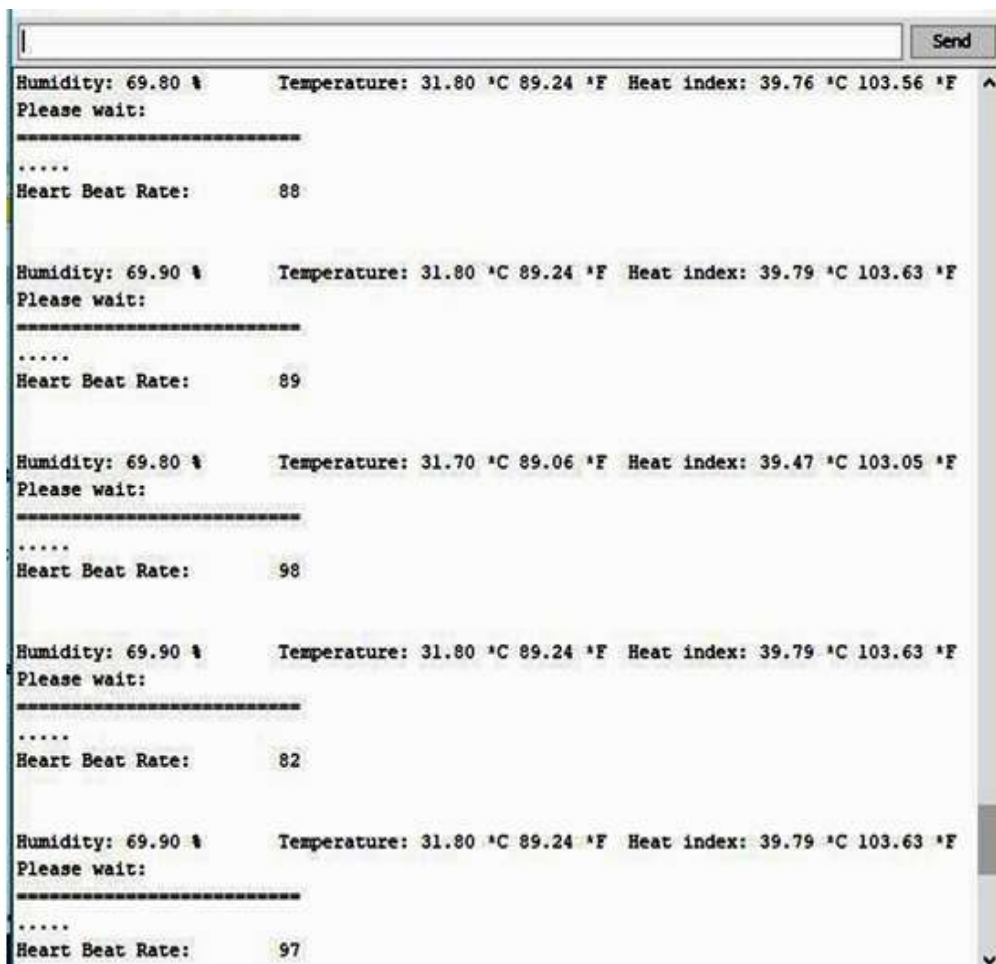 Send
Humidity: 69.80 %	Temperature: 31.80 *C 89.24 *F	Heat index: 39.76 *C 103.56 *F
Please wait:
===========================
.....
Heart Beat Rate:	88
Humidity: 69.90 %	Temperature: 31.80 *C 89.24 *F	Heat index: 39.79 *C 103.63 *F
Please wait:
===========================
.....
Heart Beat Rate:	89
Humidity: 69.80 %	Temperature: 31.70 *C 89.06 *F	Heat index: 39.47 *C 103.05 *F
Please wait:
===========================
.....
Heart Beat Rate:	98
Humidity: 69.90 %	Temperature: 31.80 *C 89.24 *F	Heat index: 39.79 *C 103.63 *F
Please wait:
===========================
.....
Heart Beat Rate:	82
Humidity: 69.90 %	Temperature: 31.80 *C 89.24 *F	Heat index: 39.79 *C 103.63 *F
Please wait:
===========================
.....
Heart Beat Rate:	97